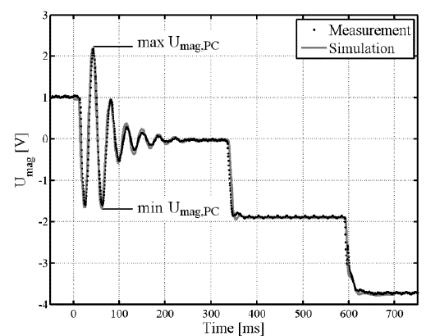 3
2
1
0
-1
-2
-3
-4
U_mag [V]
max U_mag,PC
min U_mag,PC
Measurement
Simulation
0 100 200 300 400 500 600 700
Time [ms]